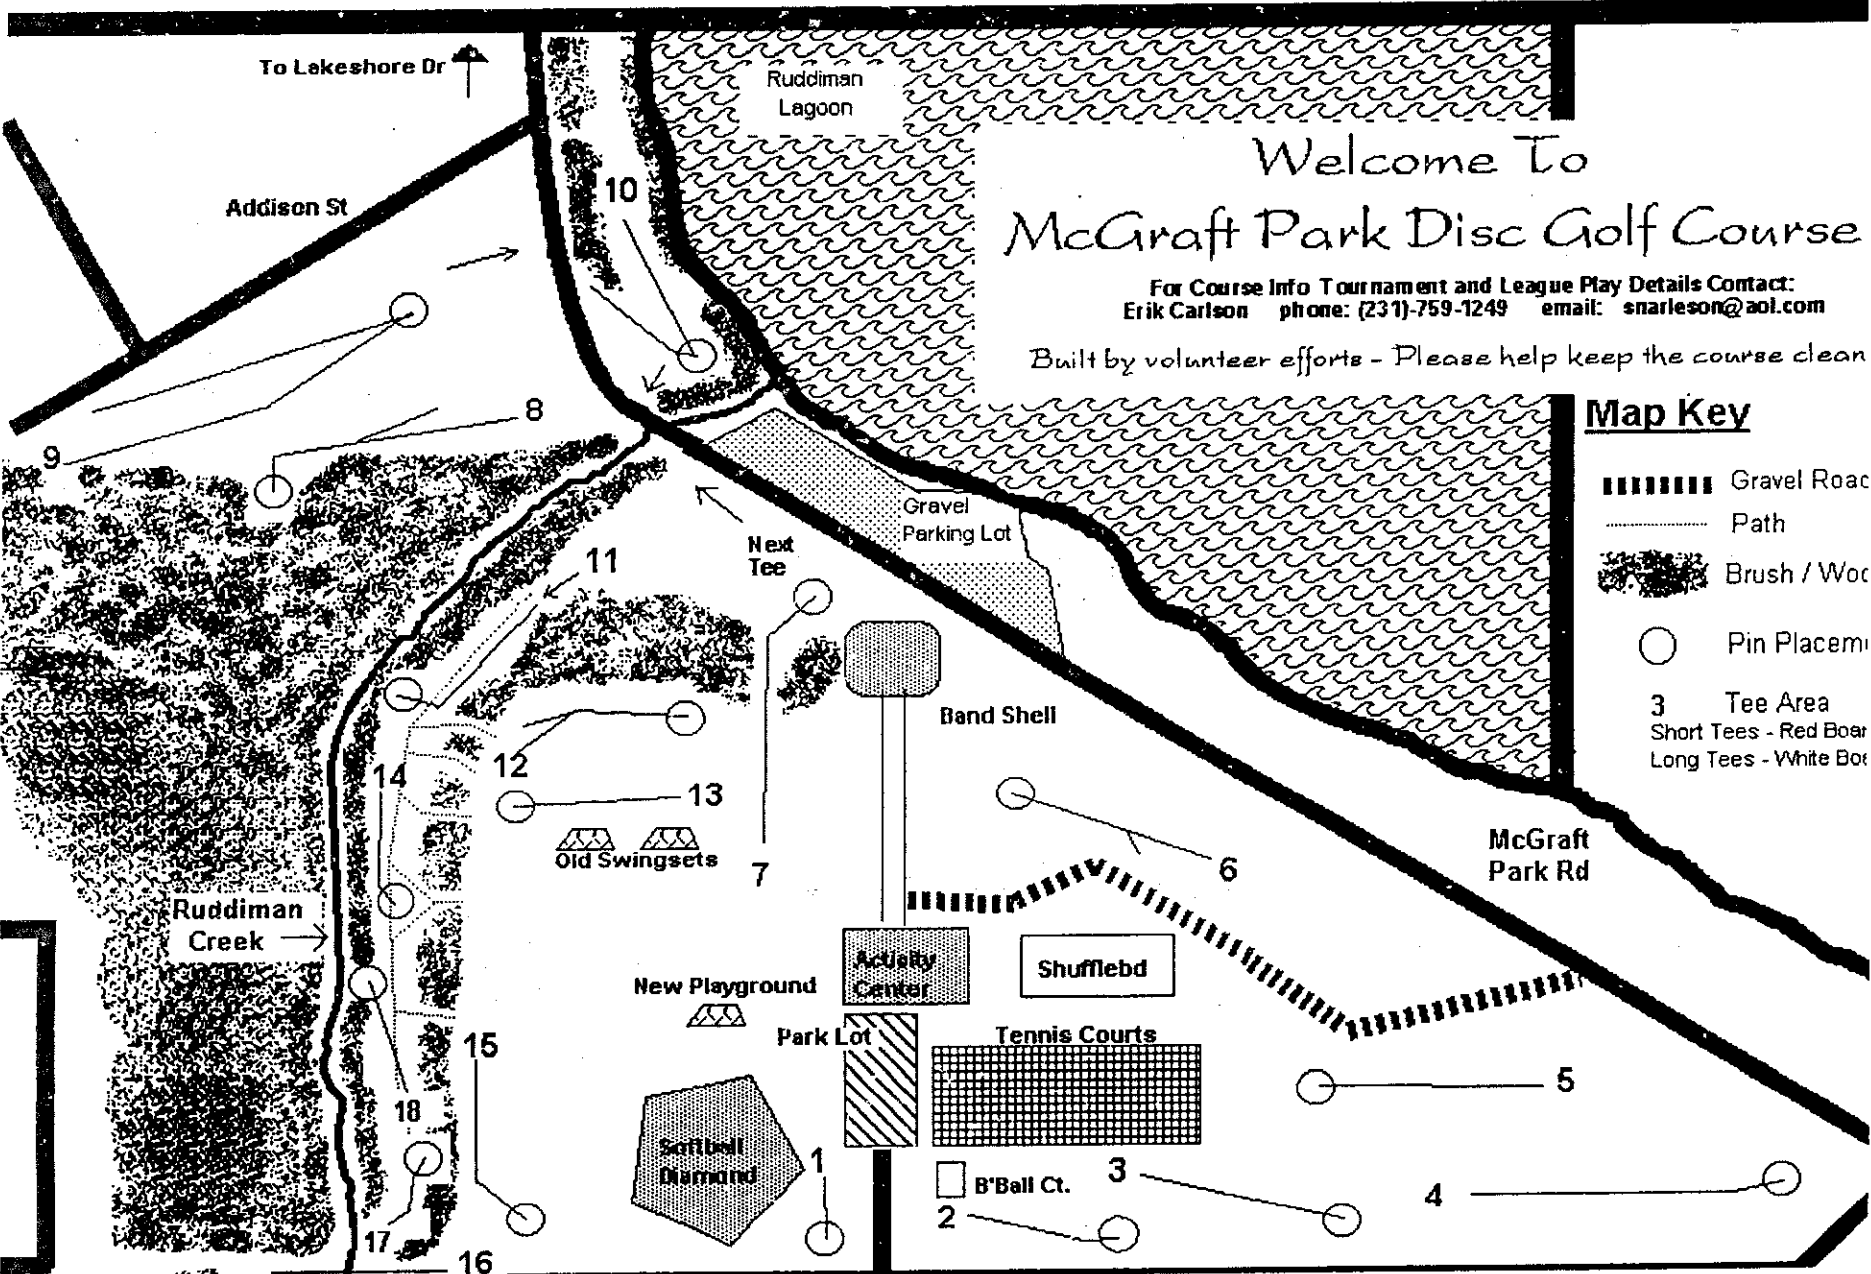 To Lakeshore Dr
Ruddiman
Lagoon
Welcome To
McGraft Park Disc Golf Course
For Course Info Tournament and League Play Details Contact:
Erik Carlson phone: (231)-759-1249 email: snarleson@aol.com
Built by volunteer efforts - Please help keep the course clean
Addison St
10
9
8
Map Key
Gravel Roac
Path
Brush / Woo
Pin Placem
3 Tee Area
Short Tees - Red Boar
Long Tees - White Boa
Gravel
Parking Lot
Next
Tee
11
Band Shell
12
14
13
Old Swingsets
7
6
McGraft
Park Rd
Ruddiman
Creek
Activity
Center
Shufflebd
New Playground
Park Lot
Tennis Courts
15
5
18
Softball
Diamond
1
B'Ball Ct.
2
3
4
17
16